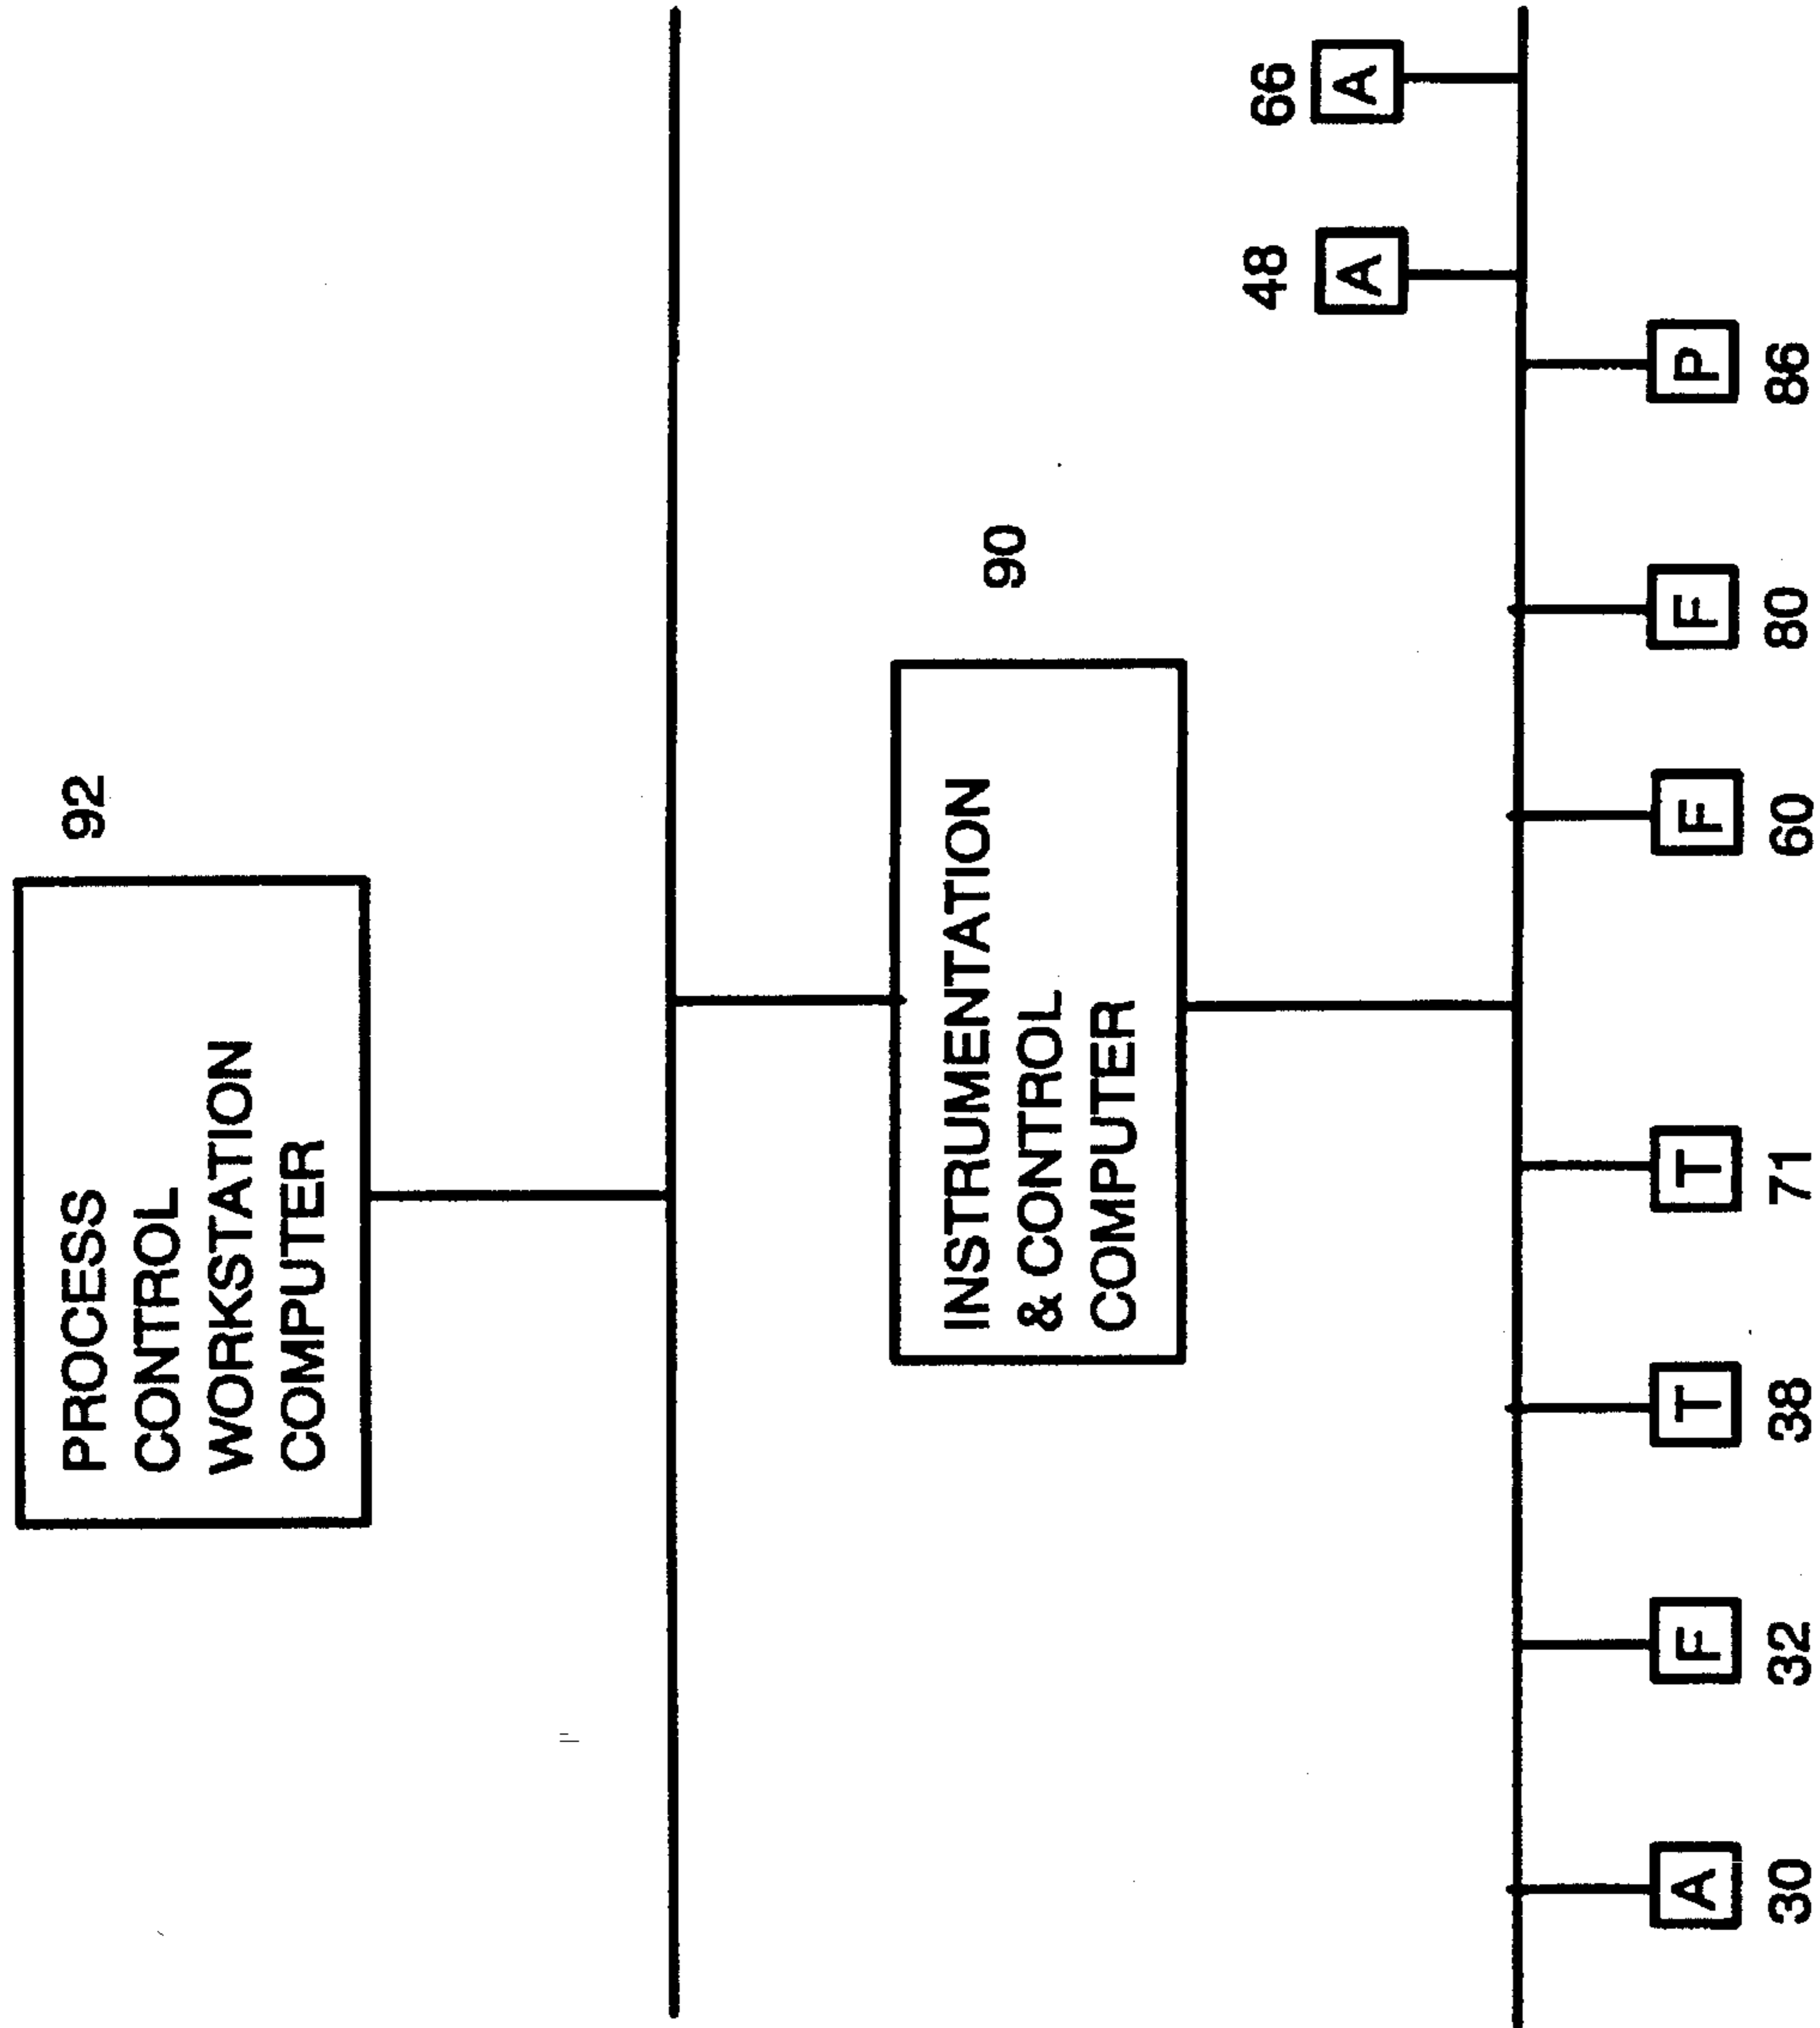 PROCESS
CONTROL
WORKSTATION
COMPUTER
92
INSTRUMENTATION
& CONTROL
COMPUTER
90
A
30
F
32
T
38
T
71
F
60
F
80
P
86
48
A
66
A